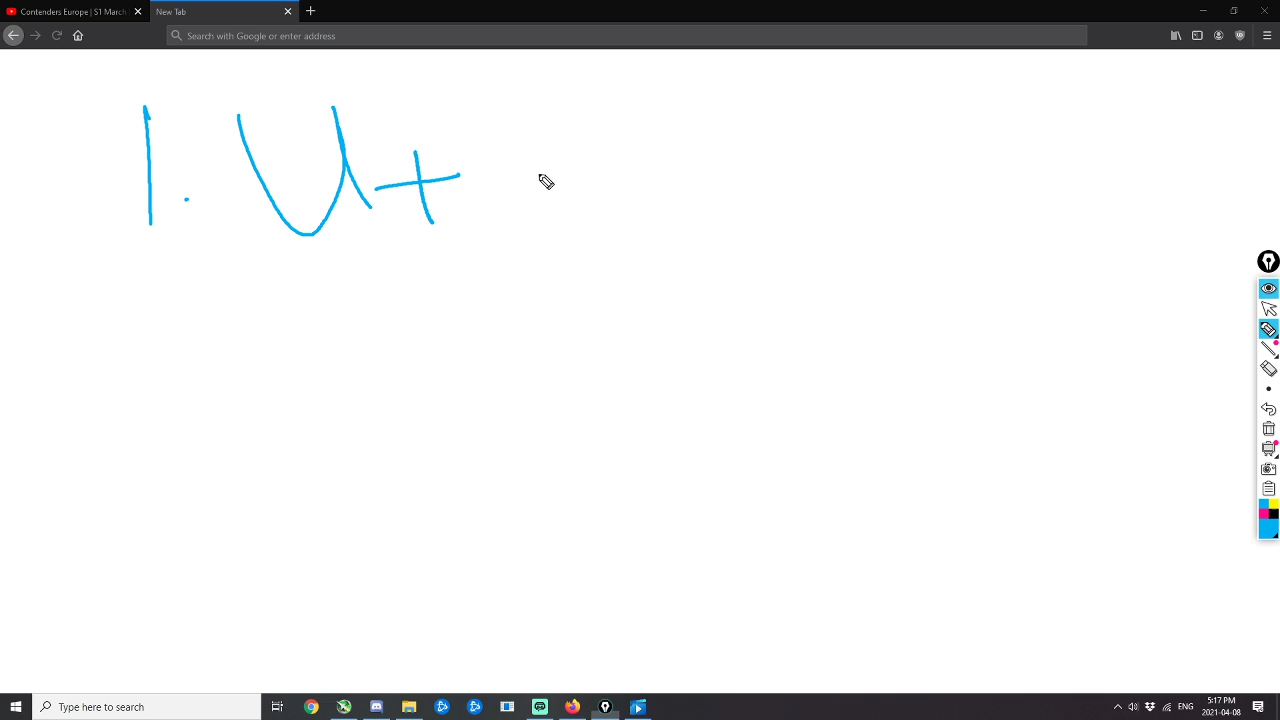 Contenders Europe | S1 March
New Tab
Search with Google or enter address
1. U+
Type here to search
ENG
5:17 PM
2021-04-08